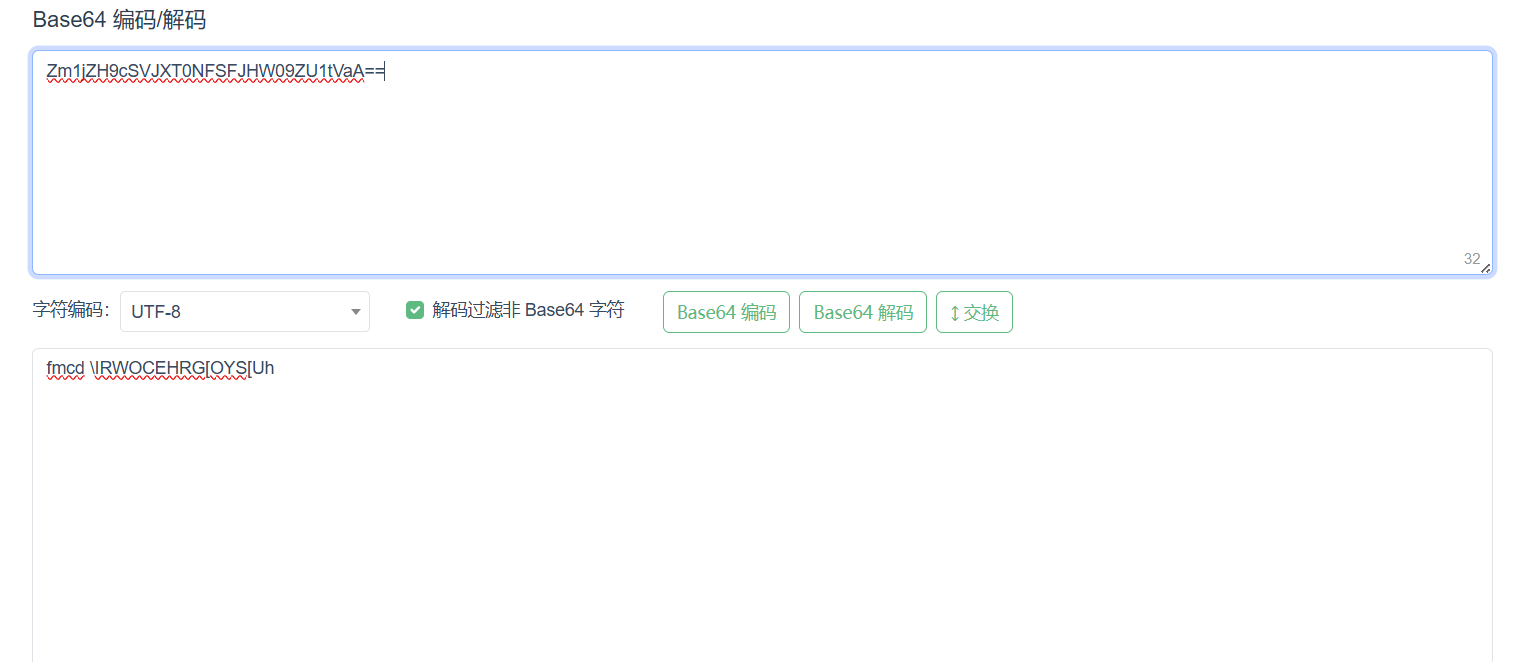 Base64 编码/解码
Zm1jZH9cSVJXT0NFSFJHW09ZU1tVaA==
32
字符编码： UTF-8 解码过滤非 Base64 字符 Base64 编码 Base64 解码 ↕交换
fmcd \IRWOCEHRG[OYS[Uh